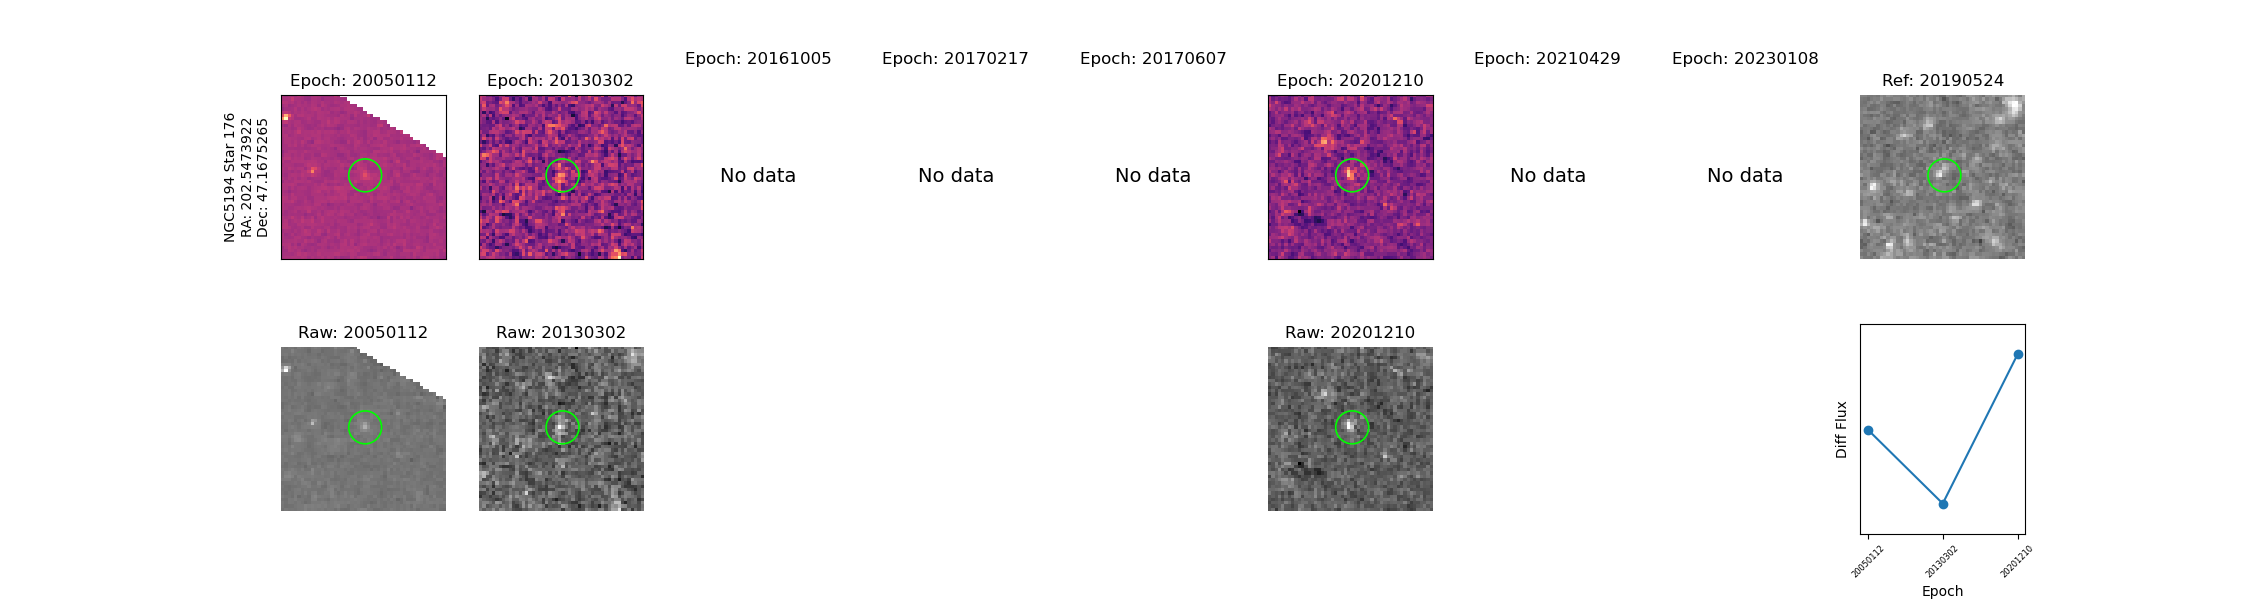 Epoch: 20050112
Epoch: 20130302
Epoch: 20161005
Epoch: 20170217
Epoch: 20170607
Epoch: 20201210
Epoch: 20210429
Epoch: 20230108
Ref: 20190524
NGC5194 Star 176
RA: 202.5473922
Dec: 47.1675265
No data
No data
No data
No data
No data
Raw: 20050112
Raw: 20130302
Raw: 20201210
Diff Flux
20050112
20130302
20201210
Epoch